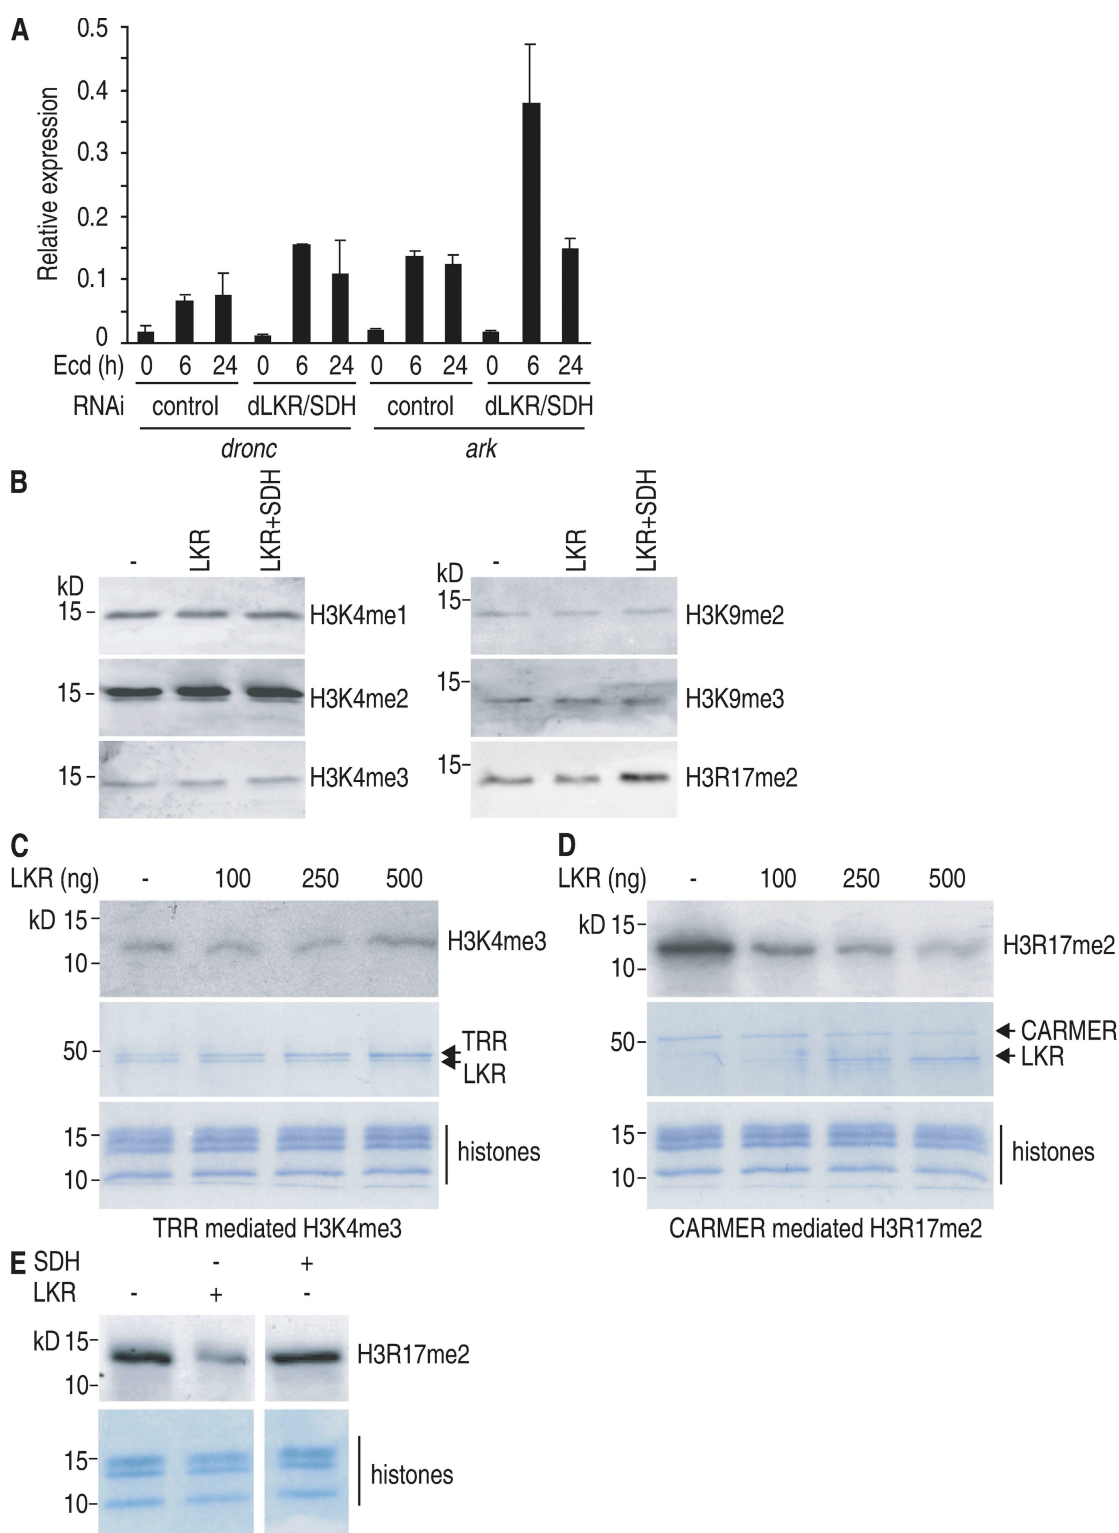 A
0.5
0.4
0.3
0.2
0.1
0
Relative expression
Ecd (h) 0 6 24 0 6 24 0 6 24 0 6 24
RNAi control dLKR/SDH control dLKR/SDH
dronc ark
B
- LKR LKR+SDH
kD
15 H3K4me1
15 H3K4me2
15 H3K4me3
- LKR LKR+SDH
kD
15 H3K9me2
15 H3K9me3
15 H3R17me2
C
LKR (ng) - 100 250 500
kD 15
10
H3K4me3
50
TRR
LKR
15
10
histones
TRR mediated H3K4me3
D
LKR (ng) - 100 250 500
kD 15
10
H3R17me2
50
CARMER
LKR
15
10
histones
CARMER mediated H3R17me2
E SDH - +
LKR - + -
kD 15
10
H3R17me2
15
10
histones